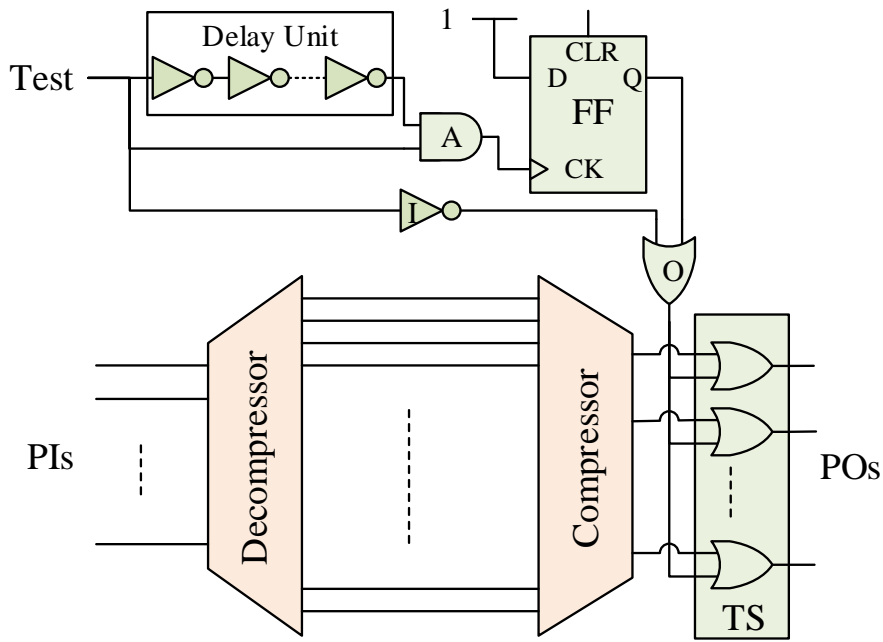 Delay Unit
Test
1
CLR
D
Q
FF
CK
A
I
O
Decompressor
Compressor
PIs
POs
TS